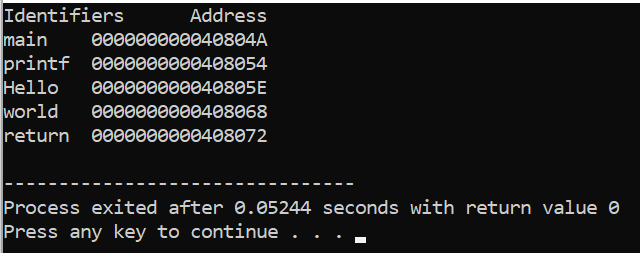 Identifiers      Address
main    000000000040804A
printf  0000000000408054
Hello   000000000040805E
world   0000000000408068
return  0000000000408072
--------------------------------
Process exited after 0.05244 seconds with return value 0
Press any key to continue . . .